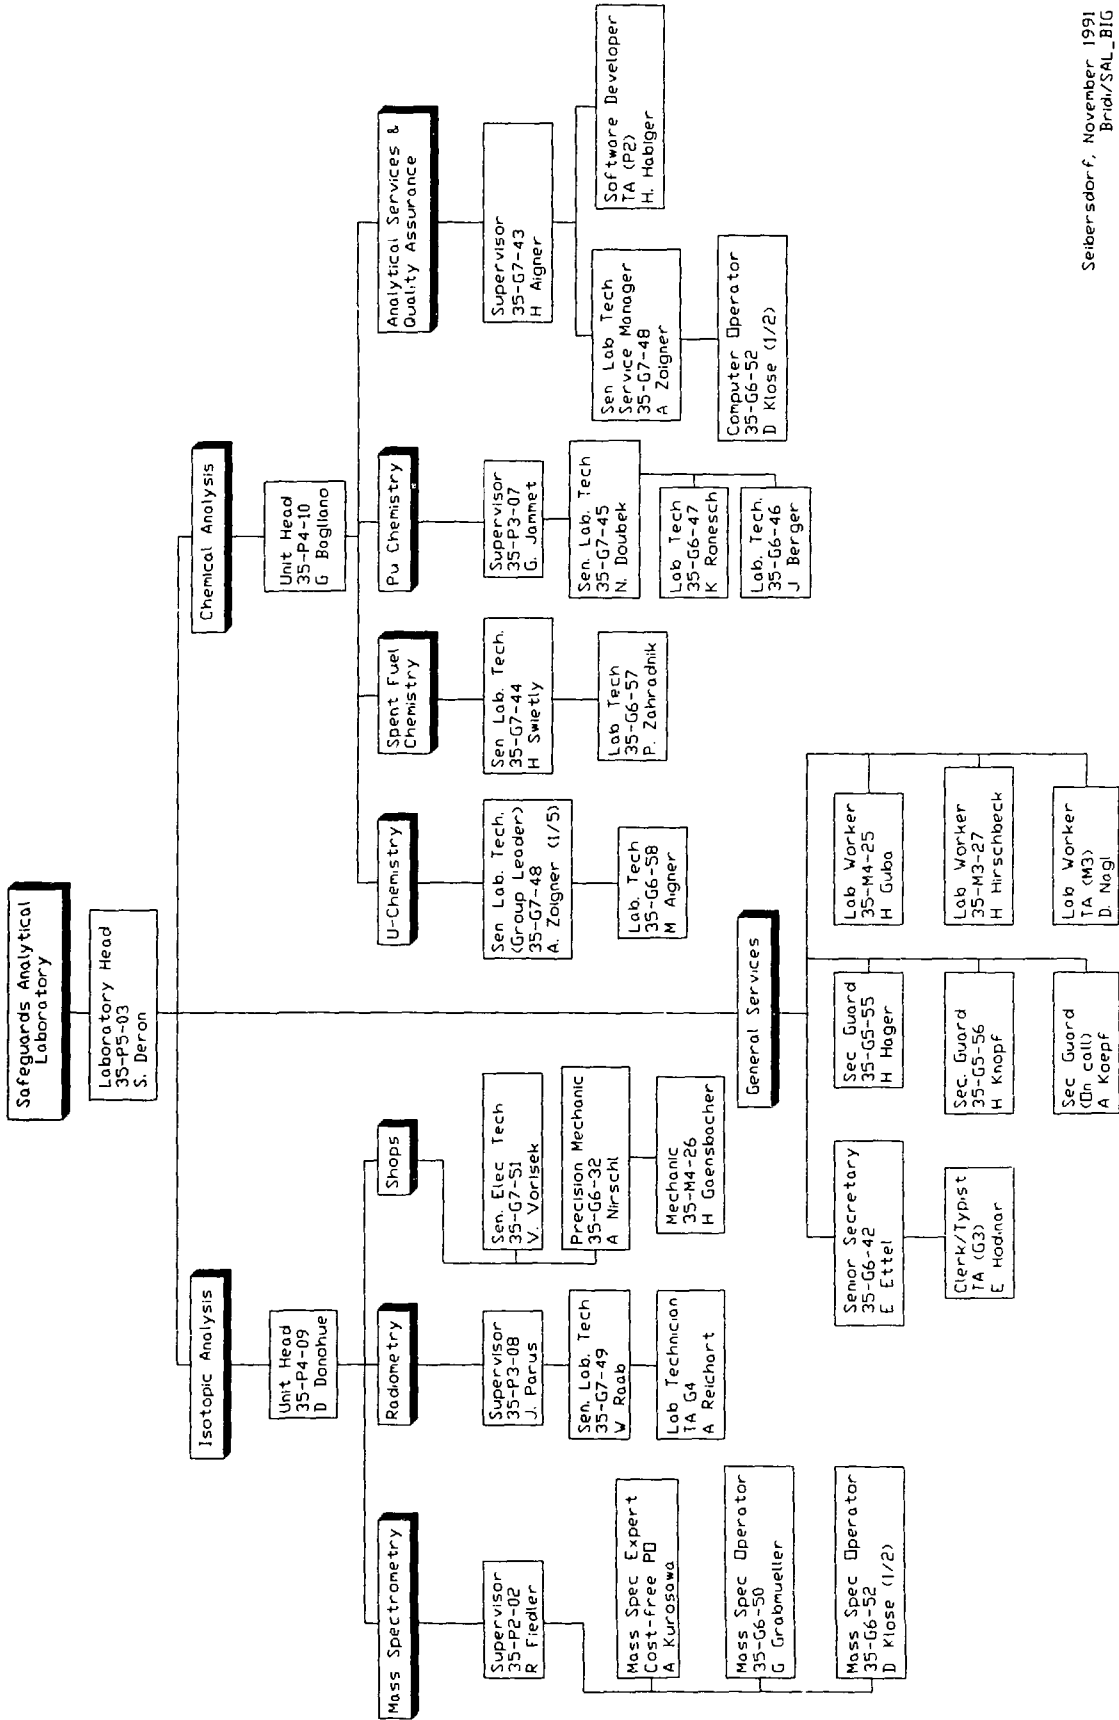 Safeguards Analytical
Laboratory
Laboratory Head
35-P5-03
S. Deron
Isotopic Analysis
Unit Head
35-P4-09
D Donohue
Mass Spectrometry
Supervisor
35-P2-02
R Fiedler
Mass Spec Expert
Cost-free PO
A Kurosawa
Mass Spec Operator
35-G6-50
G Grabmueller
Mass Spec Operator
35-G6-52
D Klose (1/2)
Radiometry
Supervisor
35-P3-08
J. Parus
Sen. Lab. Tech
35-G7-49
W Raab
Lab Technician
TA G4
A Reichart
Shops
Sen. Elec Tech
35-G7-51
V. Vorisek
Precision Mechanic
35-G6-32
A Nirschl
Mechanic
35-M4-26
H Gaensbacher
Chemical Analysis
Unit Head
35-P4-10
G Bagliano
U-Chemistry
Sen Lab. Tech.
(Group Leader)
35-G7-48
A. Zoigner (1/5)
Lab. Tech
35-G6-58
M Aigner
Spent Fuel
Chemistry
Sen Lab. Tech.
35-G7-44
H Swietly
Lab Tech
35-G6-57
P. Zahradnik
Pu Chemistry
Supervisor
35-P3-07
G. Jammet
Sen. Lab. Tech
35-G7-45
N. Doubek
Lab Tech
35-G6-47
K Ranesch
Lab. Tech.
35-G6-46
J Berger
Analytical Services &
Quality Assurance
Supervisor
35-G7-43
H Aigner
Sen Lab Tech
Service Manager
35-G7-48
A Zoigner
Computer Operator
35-G6-52
D Klose (1/2)
Software Developer
TA (P2)
H. Habiger
General Services
Senior Secretary
35-G6-42
E Ettel
Clerk/Typist
TA (G3)
E Hodinar
Sec Guard
35-G5-55
H Hager
Sec. Guard
35-G5-56
H Knopf
Sec Guard
(On call)
A Koepf
Lab Worker
35-M4-25
H Guba
Lab Worker
35-M3-27
H Hirschbeck
Lab Worker
TA (M3)
D. Nagl
Seibersdorf, November 1991
Bridi/SAL_BIG